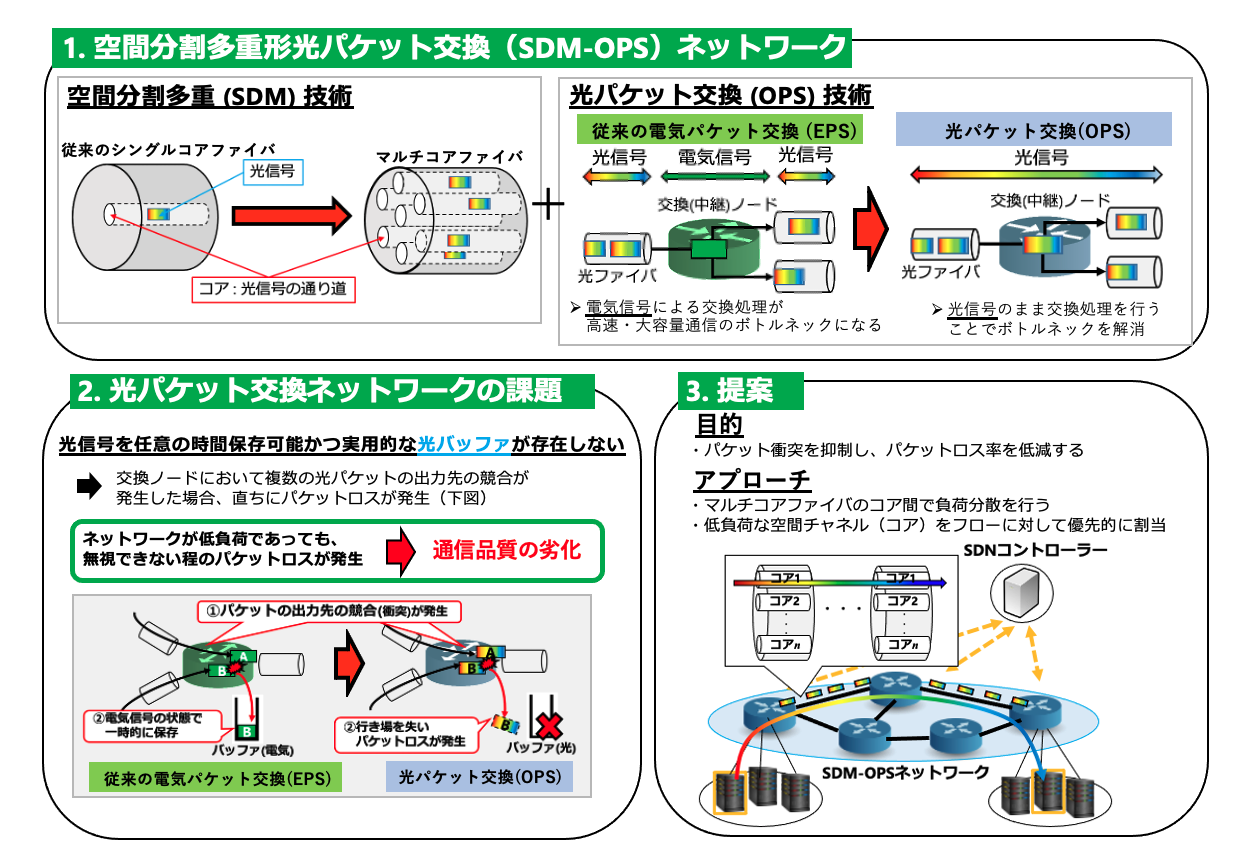 1. 空間分割多重形光パケット交換（SDM-OPS）ネットワーク
空間分割多重 (SDM) 技術
従来のシングルコアファイバ
光信号
マルチコアファイバ
コア : 光信号の通り道
+
光パケット交換 (OPS) 技術
従来の電気パケット交換 (EPS)
光信号
電気信号
光信号
交換(中継)ノード
光ファイバ
➢ 電気信号による交換処理が
高速・大容量通信のボトルネックになる
光パケット交換(OPS)
光信号
交換(中継)ノード
光ファイバ
➢ 光信号のまま交換処理を行う
ことでボトルネックを解消
2. 光パケット交換ネットワークの課題
光信号を任意の時間保存可能かつ実用的な光バッファが存在しない
交換ノードにおいて複数の光パケットの出力先の競合が
発生した場合、直ちにパケットロスが発生（下図）
ネットワークが低負荷であっても、
無視できない程のパケットロスが発生
通信品質の劣化
①パケットの出力先の競合(衝突)が発生
A
B
②電気信号の状態で
一時的に保存
B
バッファ(電気)
従来の電気パケット交換(EPS)
A
B
②行き場を失い
パケットロスが発生
B
バッファ(光)
光パケット交換(OPS)
3. 提案
目的
・パケット衝突を抑制し、パケットロス率を低減する
アプローチ
・マルチコアファイバのコア間で負荷分散を行う
・低負荷な空間チャネル（コア）をフローに対して優先的に割当
SDNコントローラー
コア1
コア2
⋮
コアn
・・・
コア1
コア2
⋮
コアn
SDM-OPSネットワーク